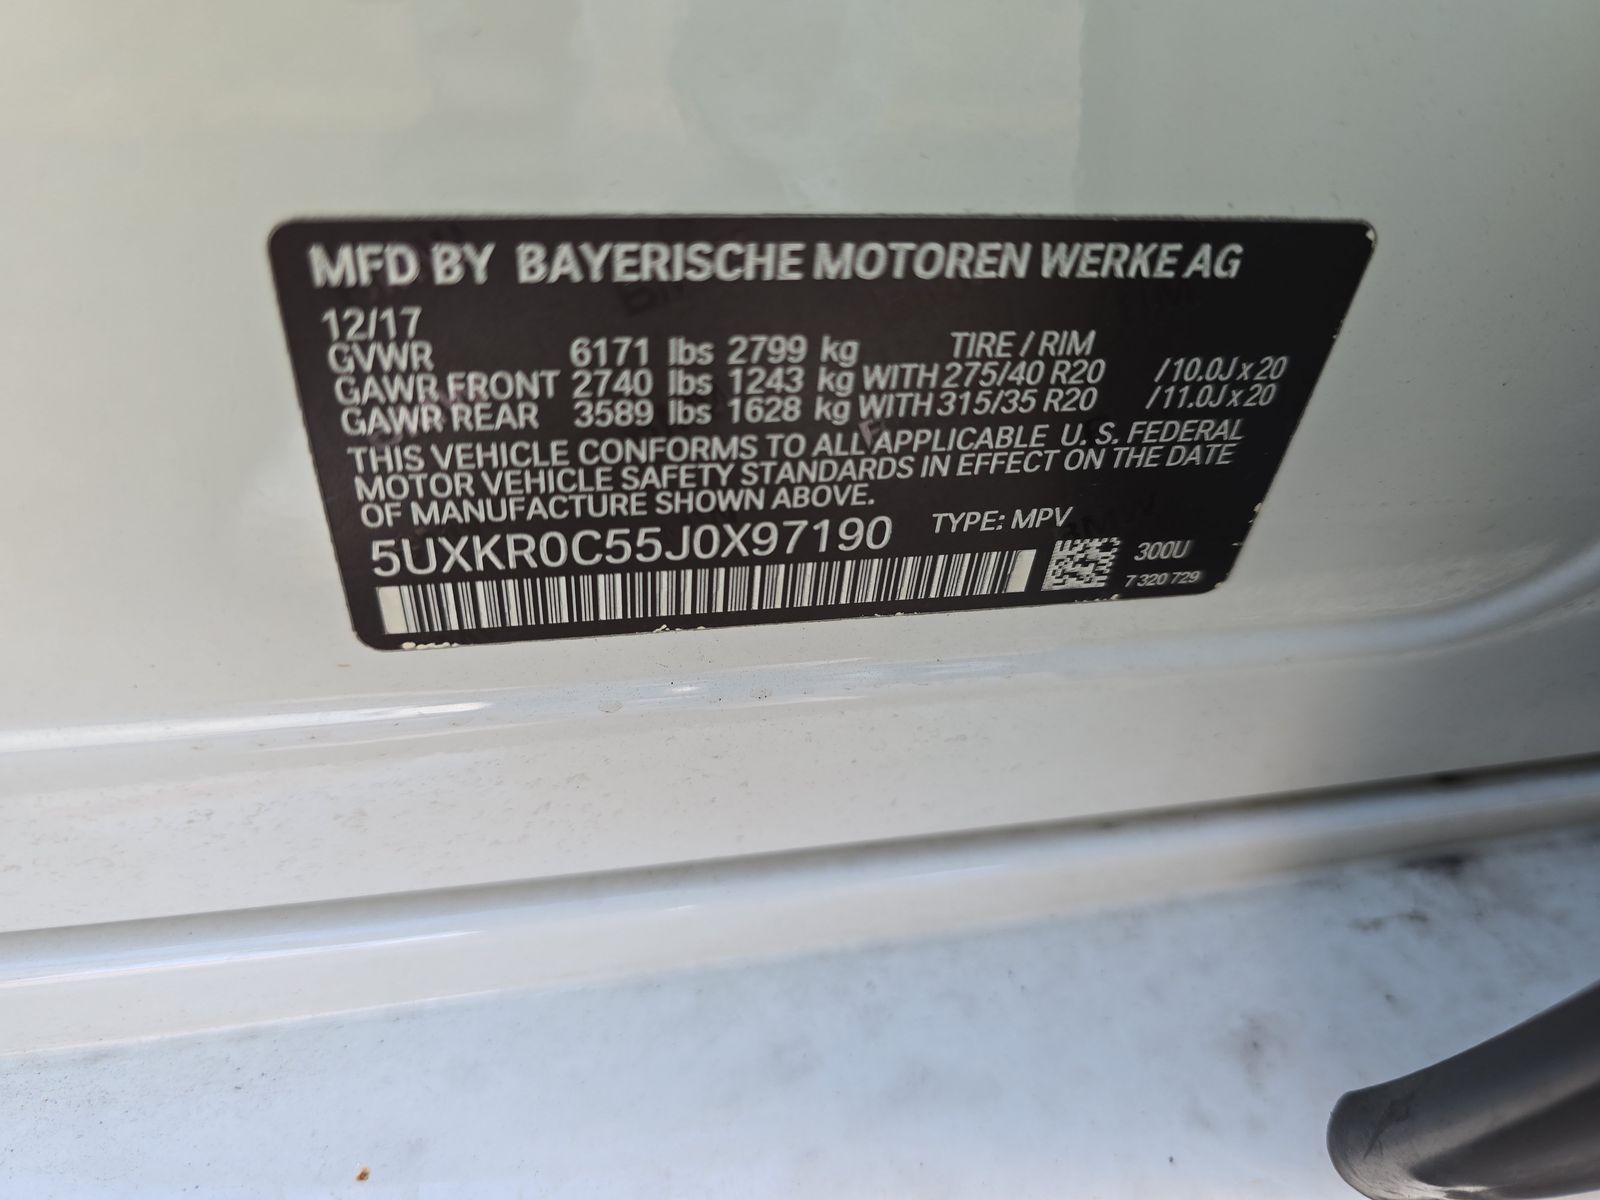 MFD BY BAYERISCHE MOTOREN WERKE AG
12/17
GVWR 6171 lbs 2799 kg TIRE / RIM
GAWR FRONT 2740 lbs 1243 kg WITH 275/40 R20 / 10.0J x 20
GAWR REAR 3589 lbs 1628 kg WITH 315/35 R20 / 11.0J x 20
THIS VEHICLE CONFORMS TO ALL APPLICABLE U. S. FEDERAL
MOTOR VEHICLE SAFETY STANDARDS IN EFFECT ON THE DATE
OF MANUFACTURE SHOWN ABOVE.
5UXKR0C55J0X97190 TYPE: MPV
300U
7 320 729